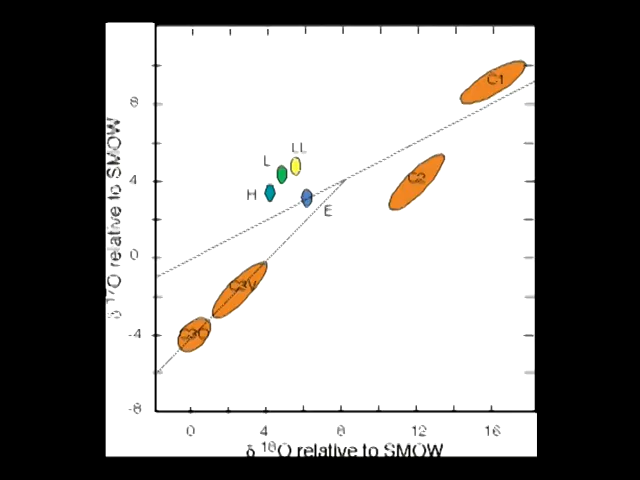 C1
8
LL
L
C2
4
H
E
0
C3V
C3O
-4
-8
0 4 8 12 16
δ 18O relative to SMOW
δ 17O relative to SMOW